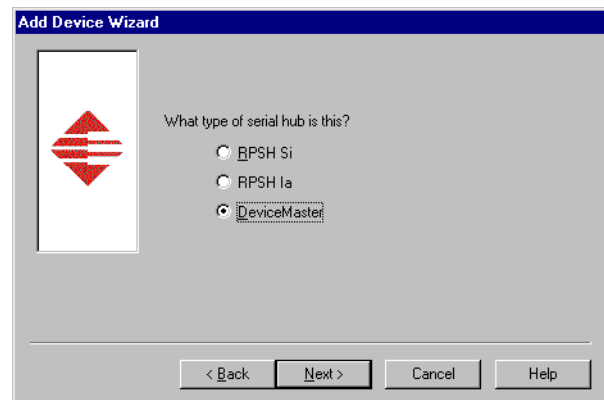 Add Device Wizard
What type of serial hub is this?
RPSH Si
RPSH Ia
DeviceMaster
< Back Next > Cancel Help